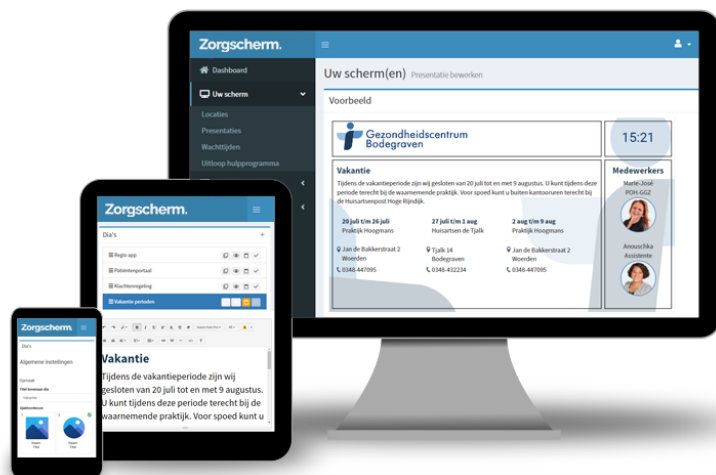 Zorgscherm.
Dashboard
Uw scherm
Locaties
Presentaties
Wachttijden
Uitloop hulpprogramma
Uw scherm(en) Presentatie bewerken
Voorbeeld
Gezondheidscentrum
Bodegraven
15:21
Vakantie
Tijdens de vakantieperiode zijn wij gesloten van 20 juli tot en met 9 augustus. U kunt tijdens deze
periode terecht bij de waarnemende praktijk. Voor spoed kunt u buiten kantooruren terecht bij
de Huisartsenpost Hoge Rijndijk.
20 juli t/m 26 juli
Praktijk Hoogmans
Jan de Bakkerstraat 2
Woerden
0348-447095
27 juli t/m 1 aug
Huisartsen de Tjalk
Tjalk 14
Bodegraven
0348-432234
2 aug t/m 9 aug
Praktijk Hoogmans
Jan de Bakkerstraat 2
Woerden
0348-447095
Medewerkers
Marie-José
POH-GGZ
Anouschka
Assistente
Zorgscherm.
Dia's
Regio app
Patiëntenportaal
Klachtenregeling
Vakantie perioden
Vakantie
Tijdens de vakantieperiode zijn wij
gesloten van 20 juli tot en met 9 augustus.
U kunt tijdens deze periode terecht bij de
waarnemende praktijk. Voor spoed kunt u
Zorgscherm.
Dia's
Algemene instellingen
Opmaak
Vakantie